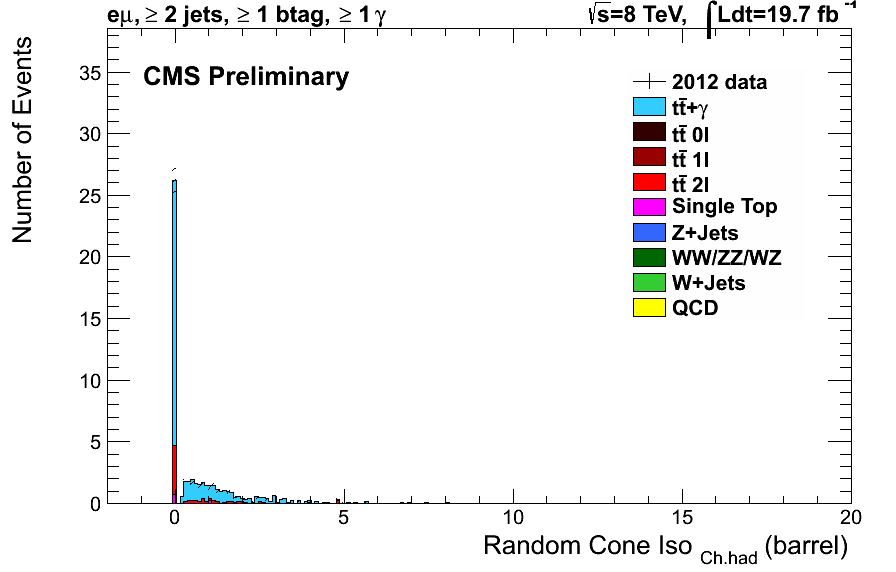 eμ, ≥ 2 jets, ≥ 1 btag, ≥ 1 γ
√s=8 TeV, ∫Ldt=19.7 fb⁻¹
CMS Preliminary
Number of Events
35
30
25
20
15
10
5
0
2012 data
tt̄+γ
tt̄ 0l
tt̄ 1l
tt̄ 2l
Single Top
Z+Jets
WW/ZZ/WZ
W+Jets
QCD
0 5 10 15 20
Random Cone Iso Ch.had (barrel)